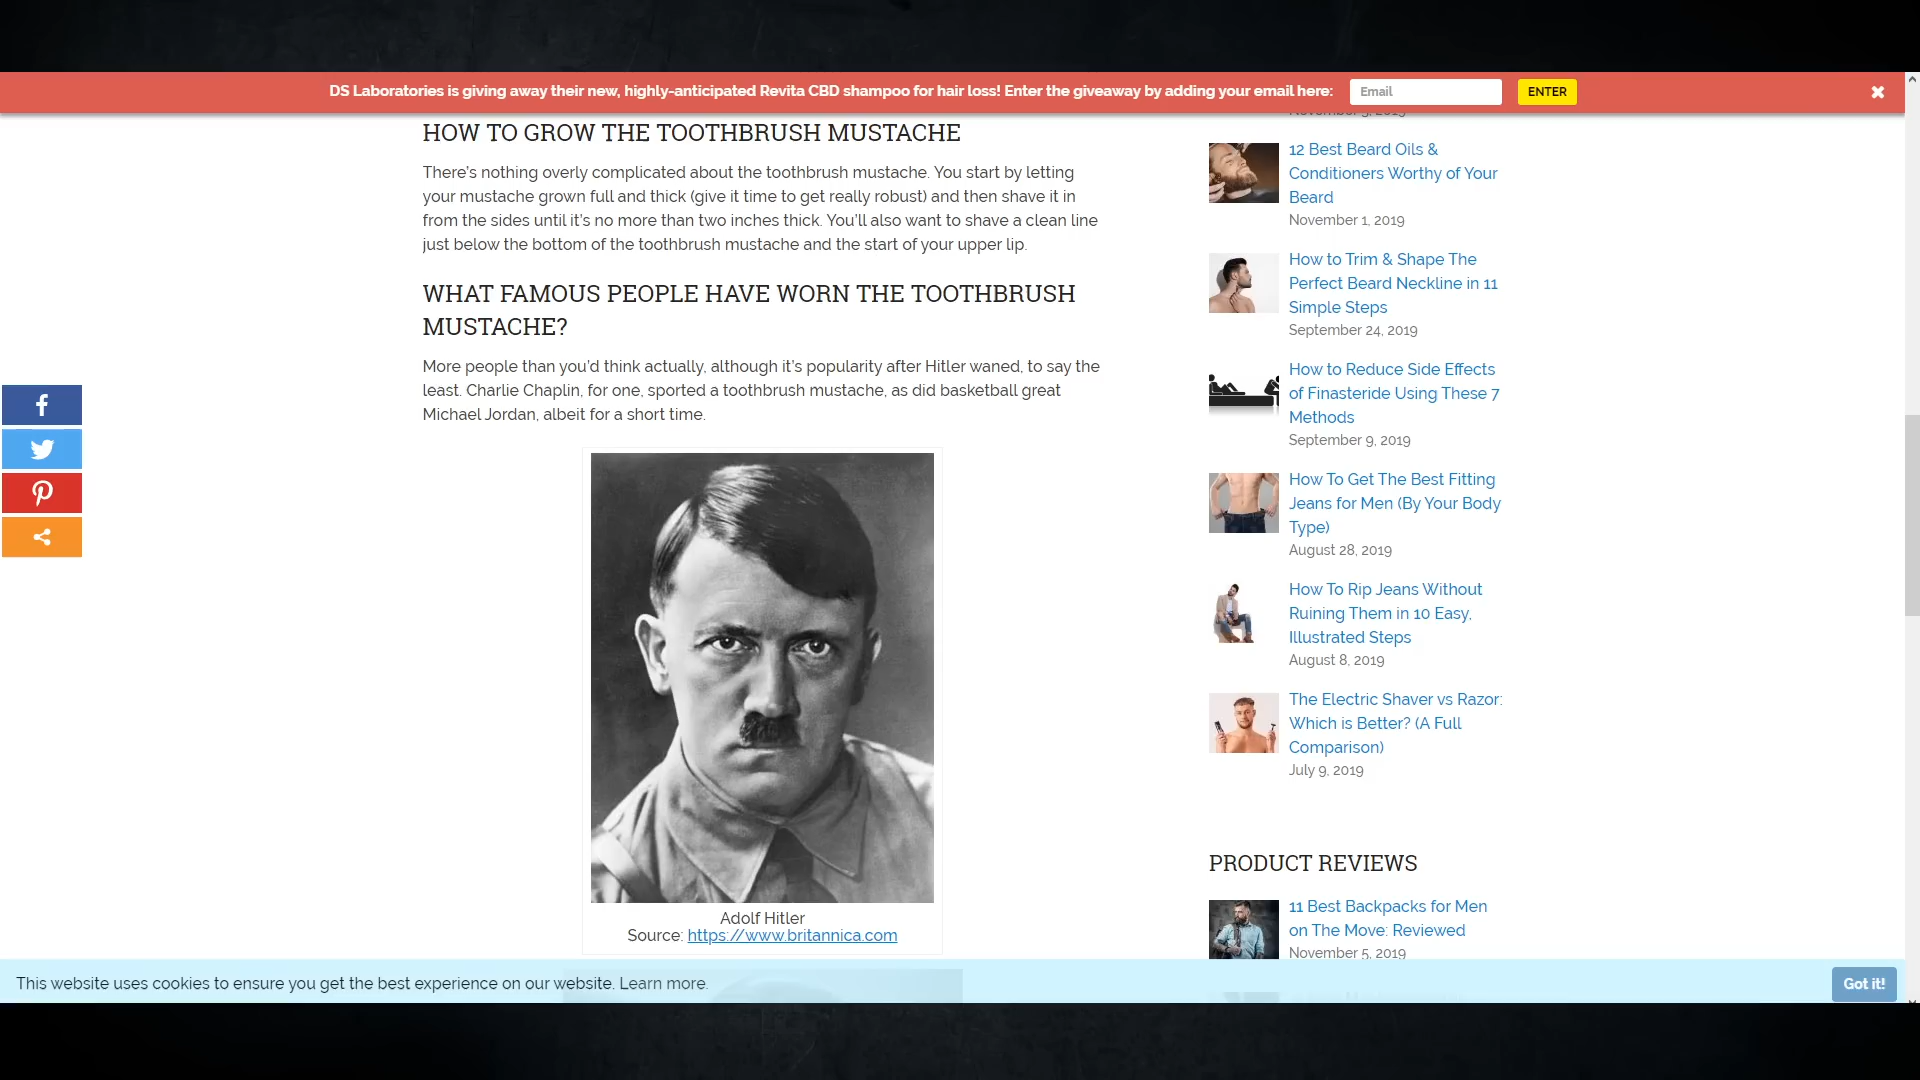 DS Laboratories is giving away their new, highly-anticipated Revita CBD shampoo for hair loss! Enter the giveaway by adding your email here:
Email
ENTER
HOW TO GROW THE TOOTHBRUSH MUSTACHE
There's nothing overly complicated about the toothbrush mustache. You start by letting
your mustache grown full and thick (give it time to get really robust) and then shave it in
from the sides until it's no more than two inches thick. You'll also want to shave a clean line
just below the bottom of the toothbrush mustache and the start of your upper lip.
WHAT FAMOUS PEOPLE HAVE WORN THE TOOTHBRUSH
MUSTACHE?
More people than you'd think actually, although it's popularity after Hitler waned, to say the
least. Charlie Chaplin, for one, sported a toothbrush mustache, as did basketball great
Michael Jordan, albeit for a short time.
Adolf Hitler
Source: https://www.britannica.com
12 Best Beard Oils &
Conditioners Worthy of Your
Beard
November 1, 2019
How to Trim & Shape The
Perfect Beard Neckline in 11
Simple Steps
September 24, 2019
How to Reduce Side Effects
of Finasteride Using These 7
Methods
September 9, 2019
How To Get The Best Fitting
Jeans for Men (By Your Body
Type)
August 28, 2019
How To Rip Jeans Without
Ruining Them in 10 Easy,
Illustrated Steps
August 8, 2019
The Electric Shaver vs Razor:
Which is Better? (A Full
Comparison)
July 9, 2019
PRODUCT REVIEWS
11 Best Backpacks for Men
on The Move: Reviewed
November 5, 2019
This website uses cookies to ensure you get the best experience on our website. Learn more.
Got it!